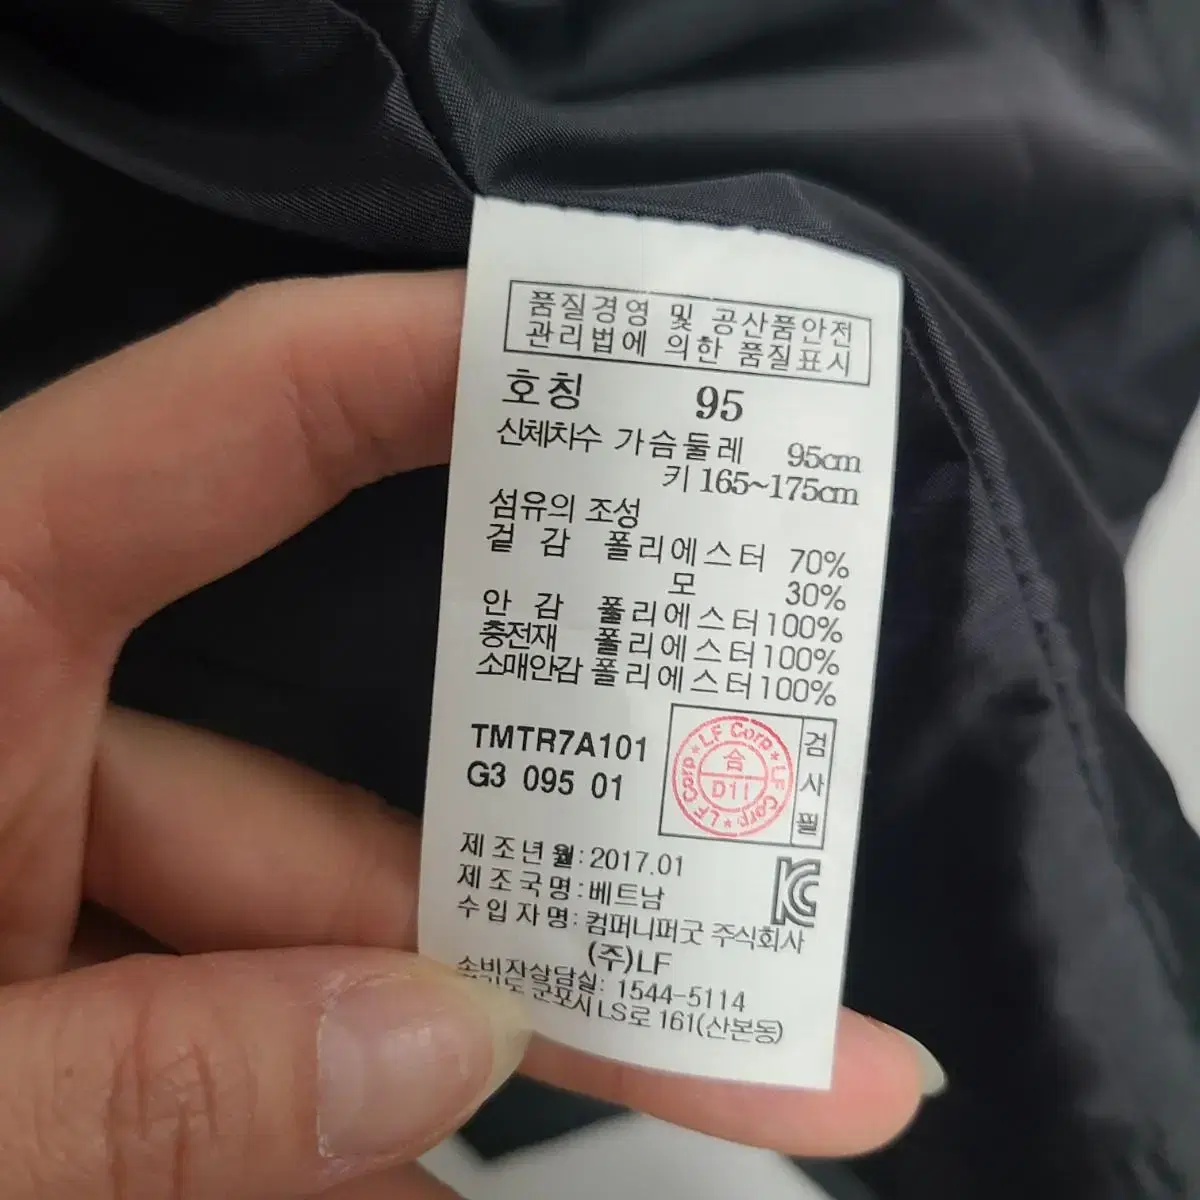 품질경영 및 공산품안전
관리법에 의한 품질표시
호칭 95
신체치수 가슴둘레 95cm
키 165~175cm
섬유의 조성
겉 감 폴리에스터 70%
모 30%
안 감 폴리에스터100%
충전재 폴리에스터100%
소매안감 폴리에스터100%
TMTR7A101
G3 095 01
LF Corp * LF Corp * LF Corp *
D11
검사필
제조년월:2017.01
제조국명:베트남
수입자명:컴퍼니퍼굿 주식회사
(주)LF
소비자상담실: 1544-5114
군포시 LS로 161(산본동)